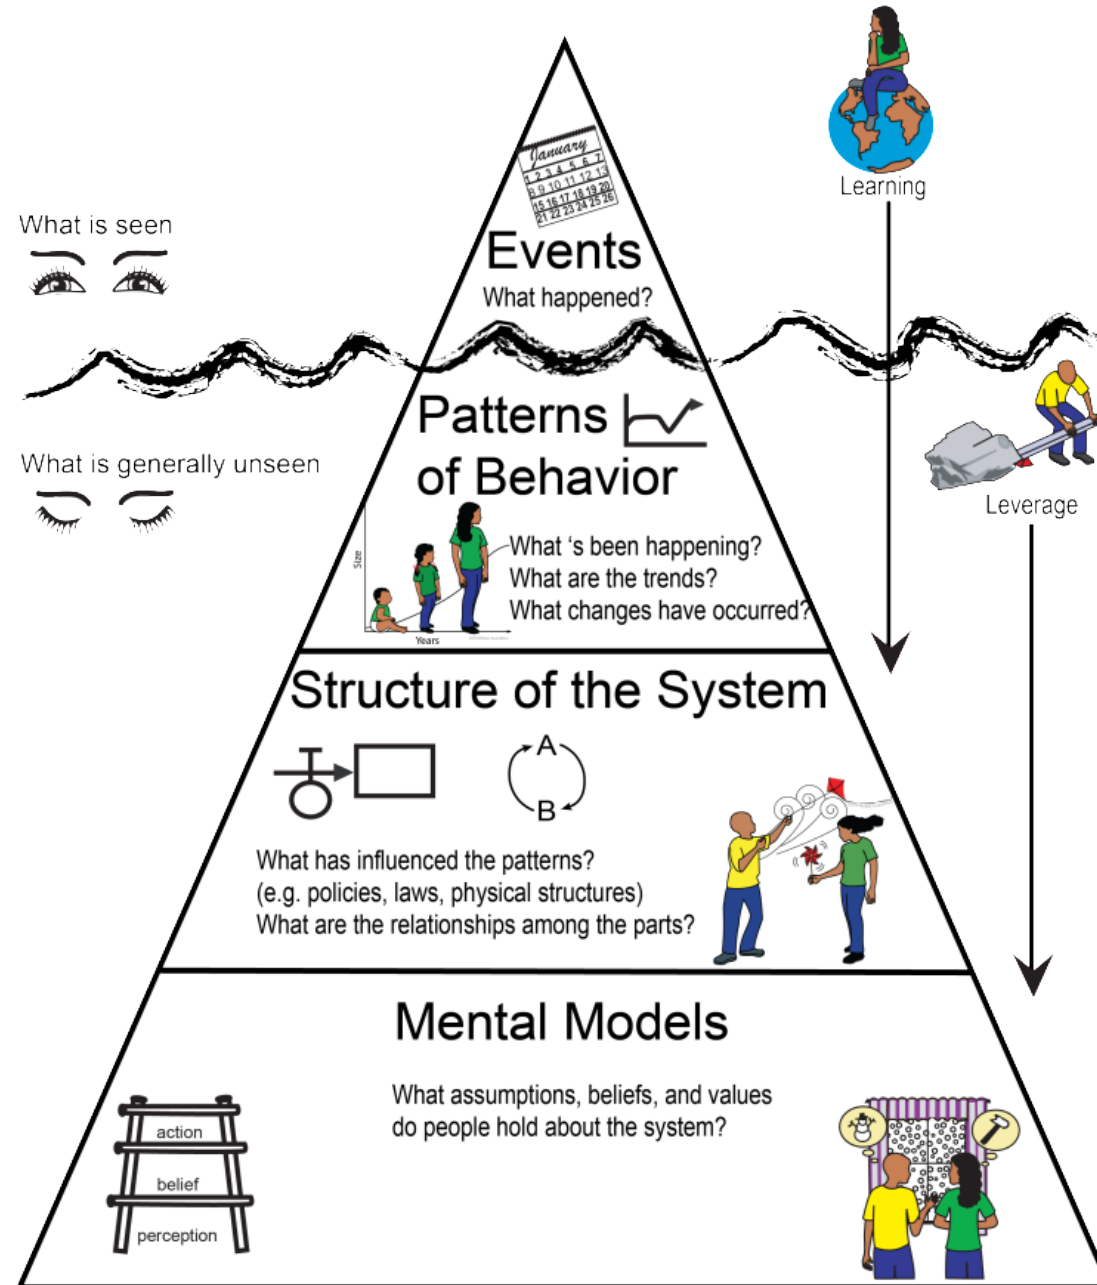 Learning
January
1 2 3 4 5 6 7
8 9 10 11 12 13
15 16 17 18 19 20
21 22 23 24 25 26
What is seen
Events
What happened?
Patterns
of Behavior
What is generally unseen
Leverage
What ‘s been happening?
What are the trends?
What changes have occurred?
Size
Years
Structure of the System
A
B
What has influenced the patterns?
(e.g. policies, laws, physical structures)
What are the relationships among the parts?
Mental Models
What assumptions, beliefs, and values
do people hold about the system?
action
belief
perception